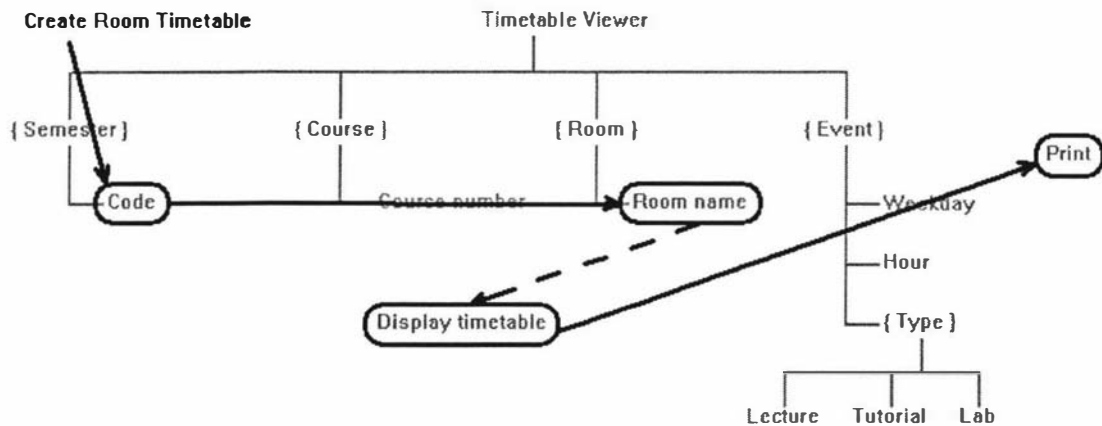 Create Room Timetable
Timetable Viewer
{ Semester }
{ Course }
{ Room }
{ Event }
Print
Code
Course number
Room name
Weekday
Hour
Display timetable
{ Type }
Lecture
Tutorial
Lab